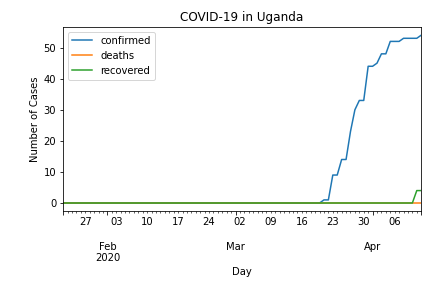 COVID-19 in Uganda
confirmed
deaths
recovered
Number of Cases
50
40
30
20
10
0
27 03 10 17 24 02 09 16 23 30 06
Feb Mar Apr
2020
Day